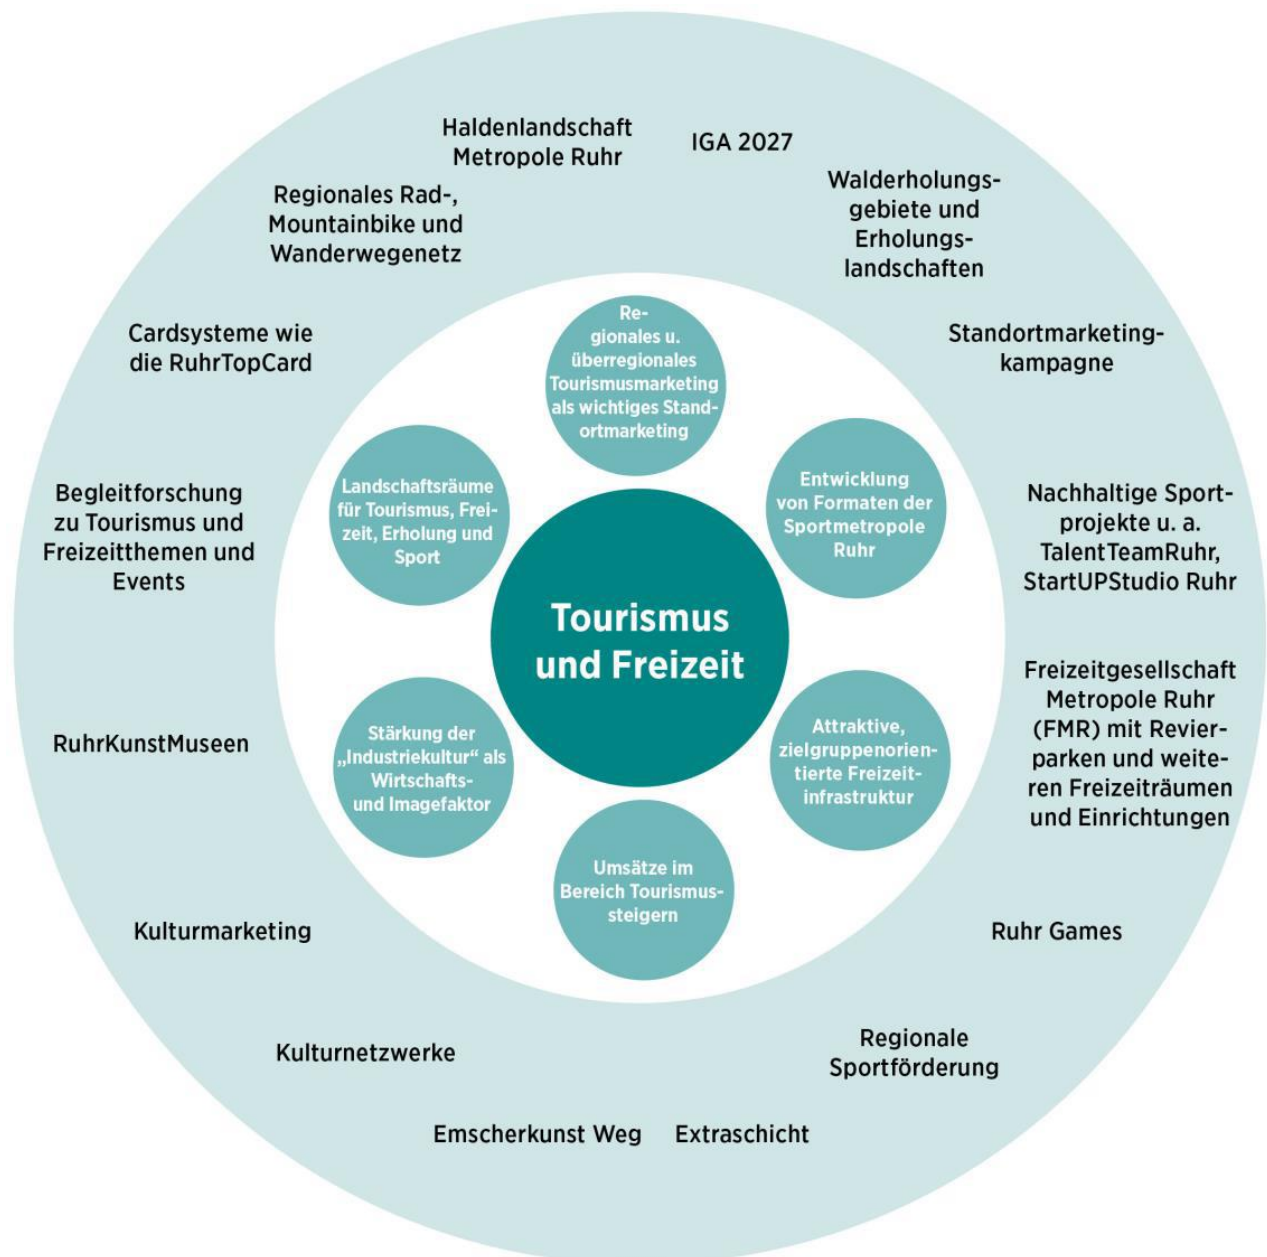 Haldenlandschaft
Metropole Ruhr
IGA 2027
Walderholungs-
gebiete und
Erholungs-
landschaften
Regionales Rad-,
Mountainbike und
Wanderwegenetz
Standortmarketing-
kampagne
Cardsysteme wie
die RuhrTopCard
Re-
gionales u.
überregionales
Tourismusmarketing
als wichtiges Stand-
ortmarketing
Landschaftsräume
für Tourismus, Frei-
zeit, Erholung und
Sport
Entwicklung
von Formaten der
Sportmetropole
Ruhr
Begleitforschung
zu Tourismus und
Freizeitthemen und
Events
Nachhaltige Sport-
projekte u. a.
TalentTeamRuhr,
StartUPStudio Ruhr
Tourismus
und Freizeit
Freizeitgesellschaft
Metropole Ruhr
(FMR) mit Revier-
parken und weite-
ren Freizeiträumen
und Einrichtungen
RuhrKunstMuseen
Stärkung der
„Industriekultur“ als
Wirtschafts-
und Imagefaktor
Attraktive,
zielgruppenorien-
tierte Freizeit-
infrastruktur
Umsätze im
Bereich Tourismus-
steigern
Kulturmarketing
Ruhr Games
Kulturnetzwerke
Regionale
Sportförderung
Emscherkunst Weg
Extraschicht